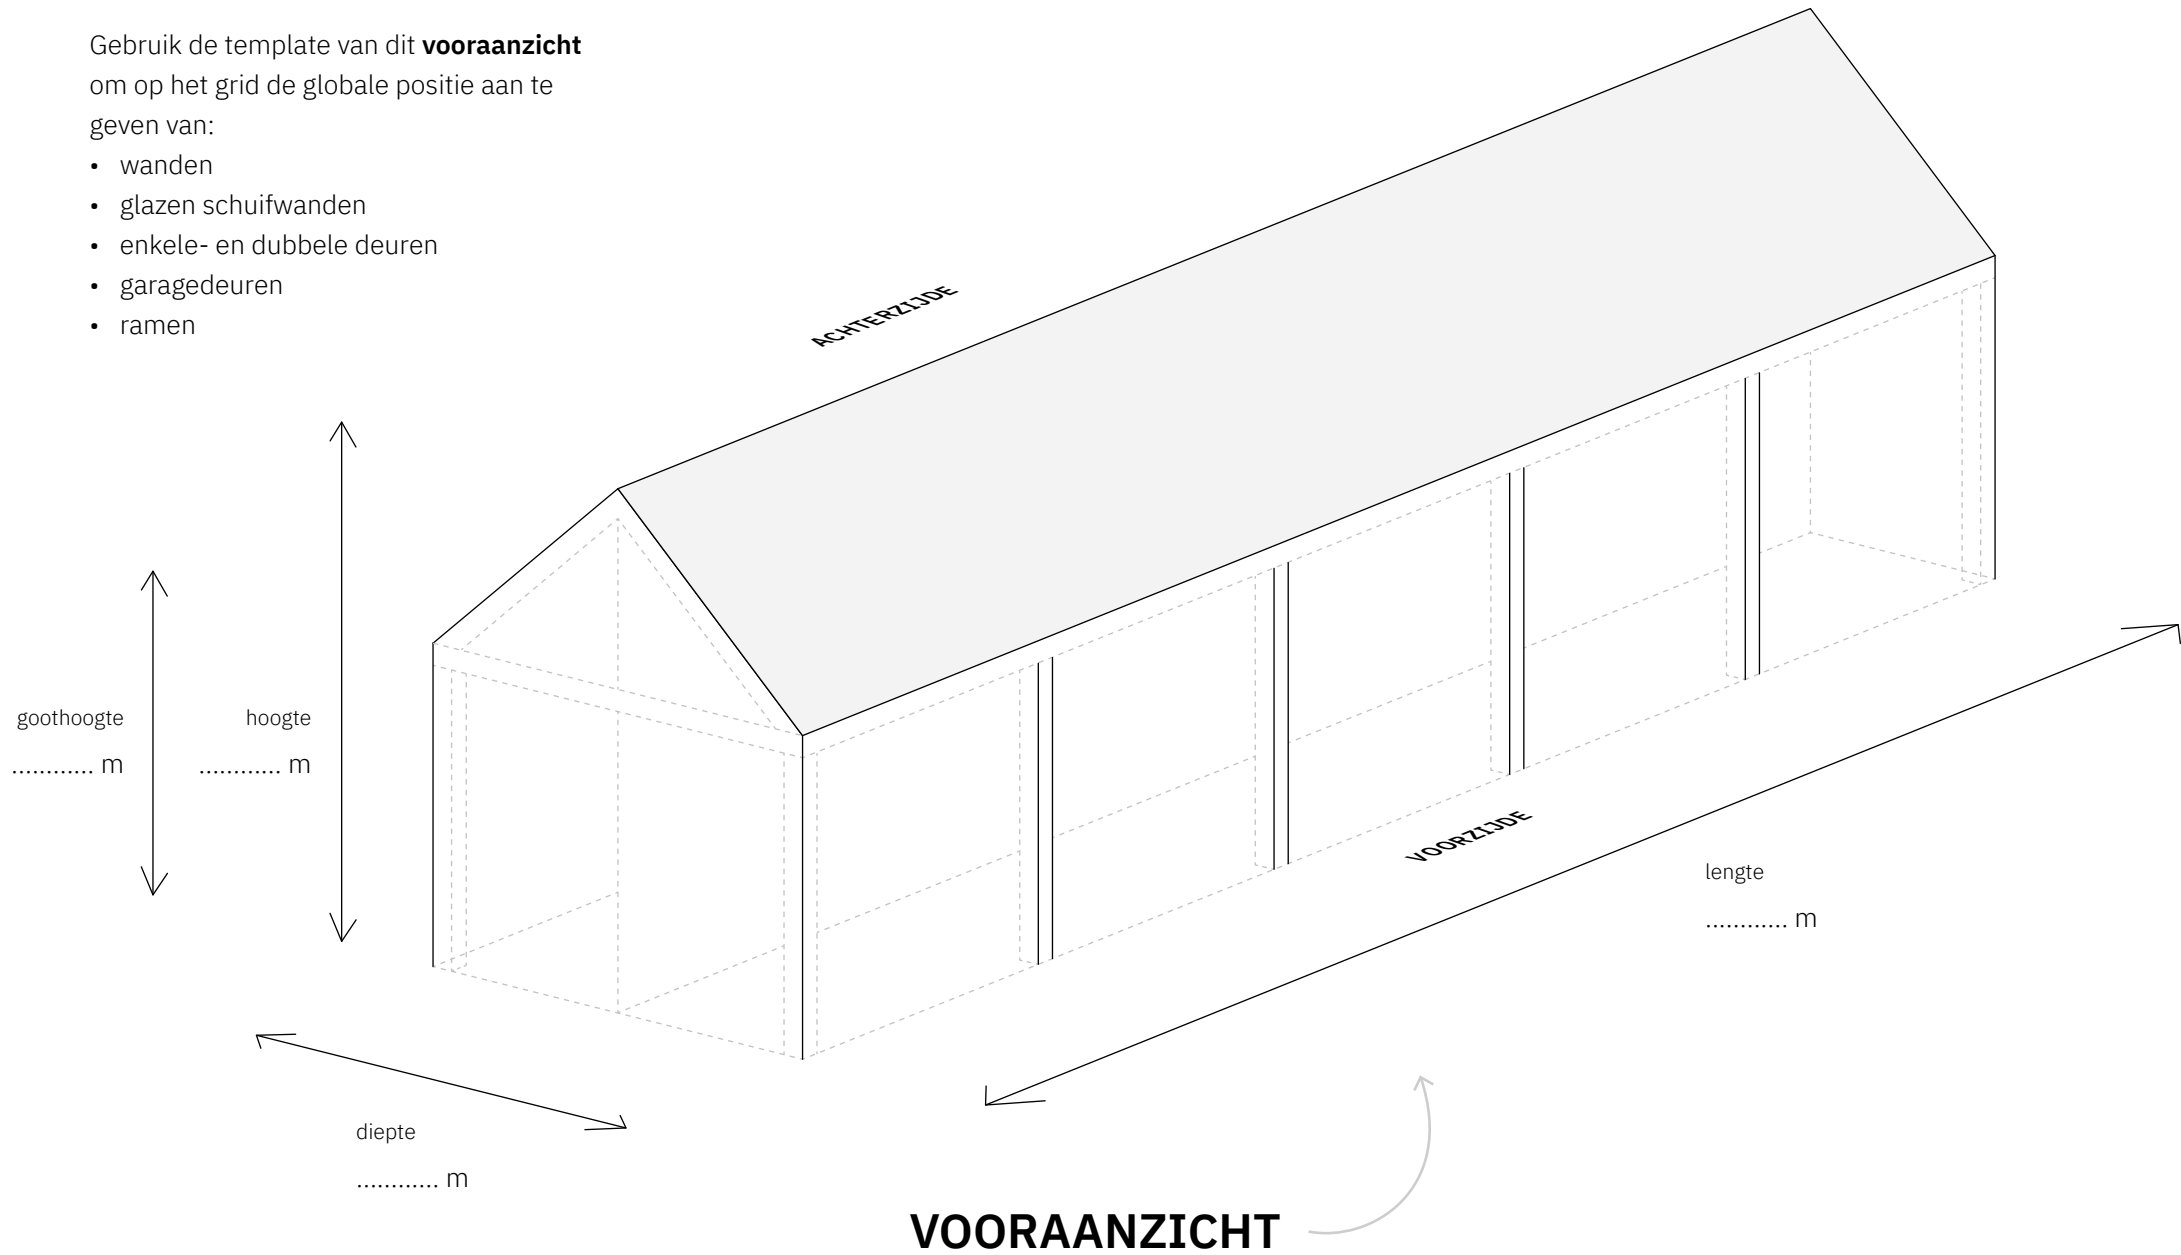 Gebruik de template van dit vooraanzicht
om op het grid de globale positie aan te
geven van:
• wanden
• glazen schuifwanden
• enkele- en dubbele deuren
• garagedeuren
• ramen
ACHTERZIJDE
goothoogte
............ m
hoogte
............ m
VOORZIJDE
lengte
............ m
diepte
............ m
VOORAANZICHT